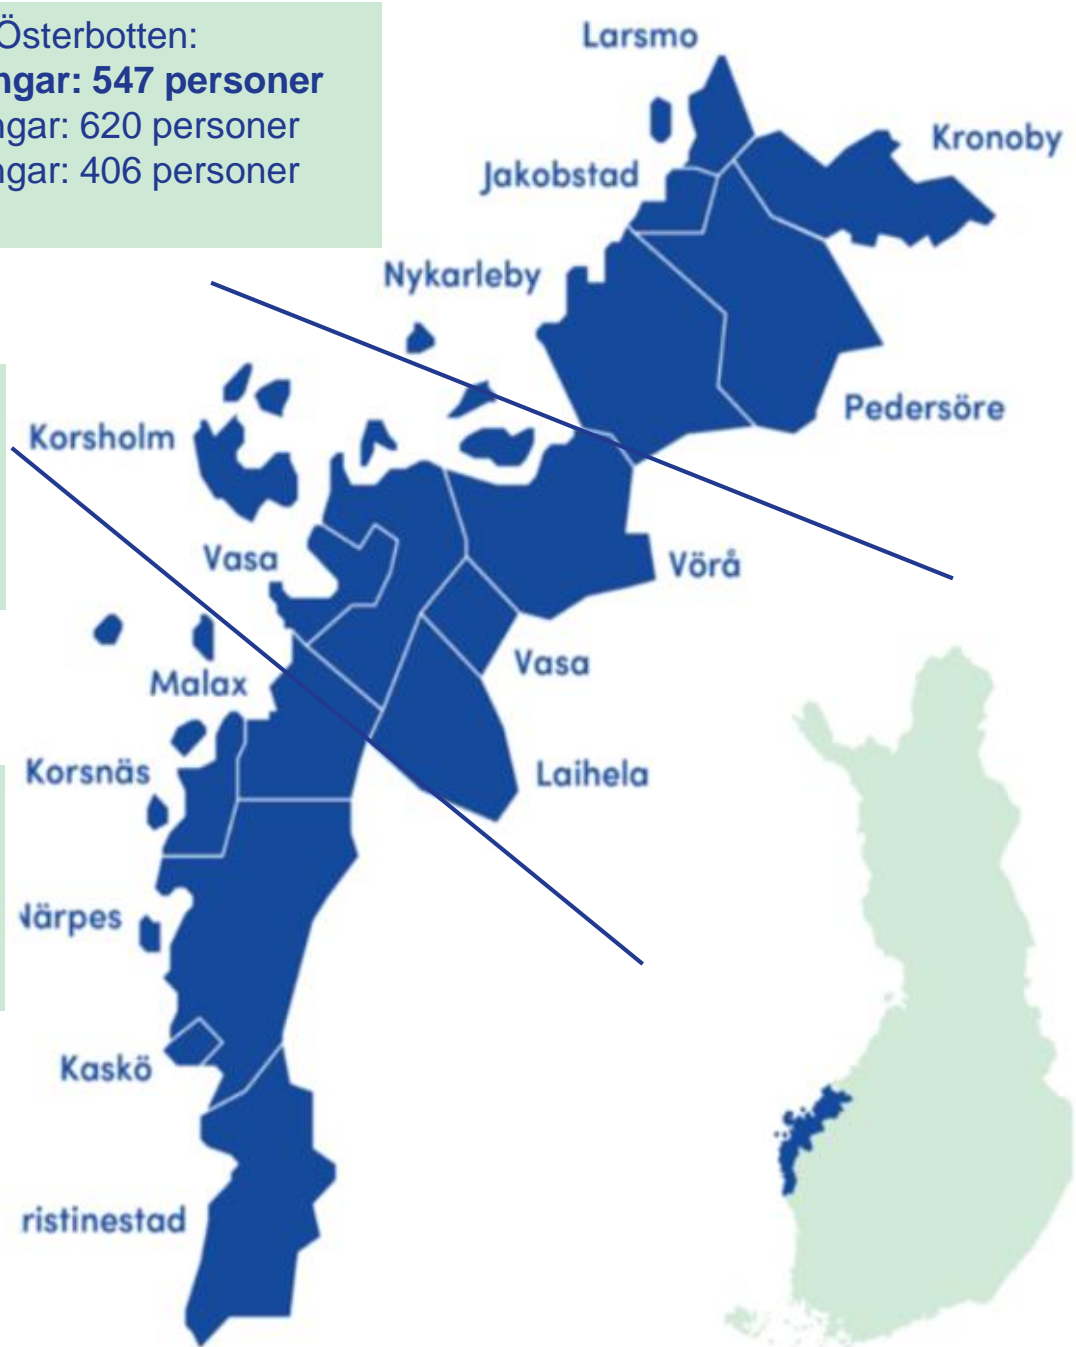 Österbotten:
ngar: 547 personer
ngar: 620 personer
ngar: 406 personer
Larsmo
Kronoby
Jakobstad
Nykarleby
Pedersöre
Korsholm
Vasa
Vörå
Vasa
Malax
Korsnäs
Laihela
Närpes
Kaskö
ristinestad